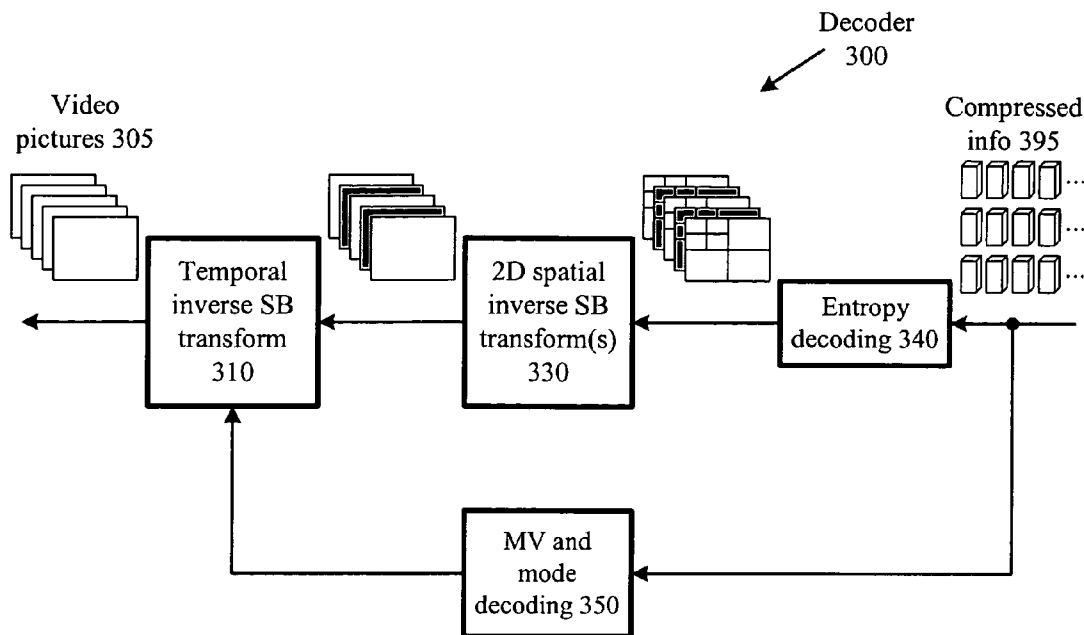 Decoder
300
Video
pictures 305
Compressed
info 395
...
...
...
Temporal
inverse SB
transform
310
2D spatial
inverse SB
transform(s)
330
Entropy
decoding 340
MV and
mode
decoding 350